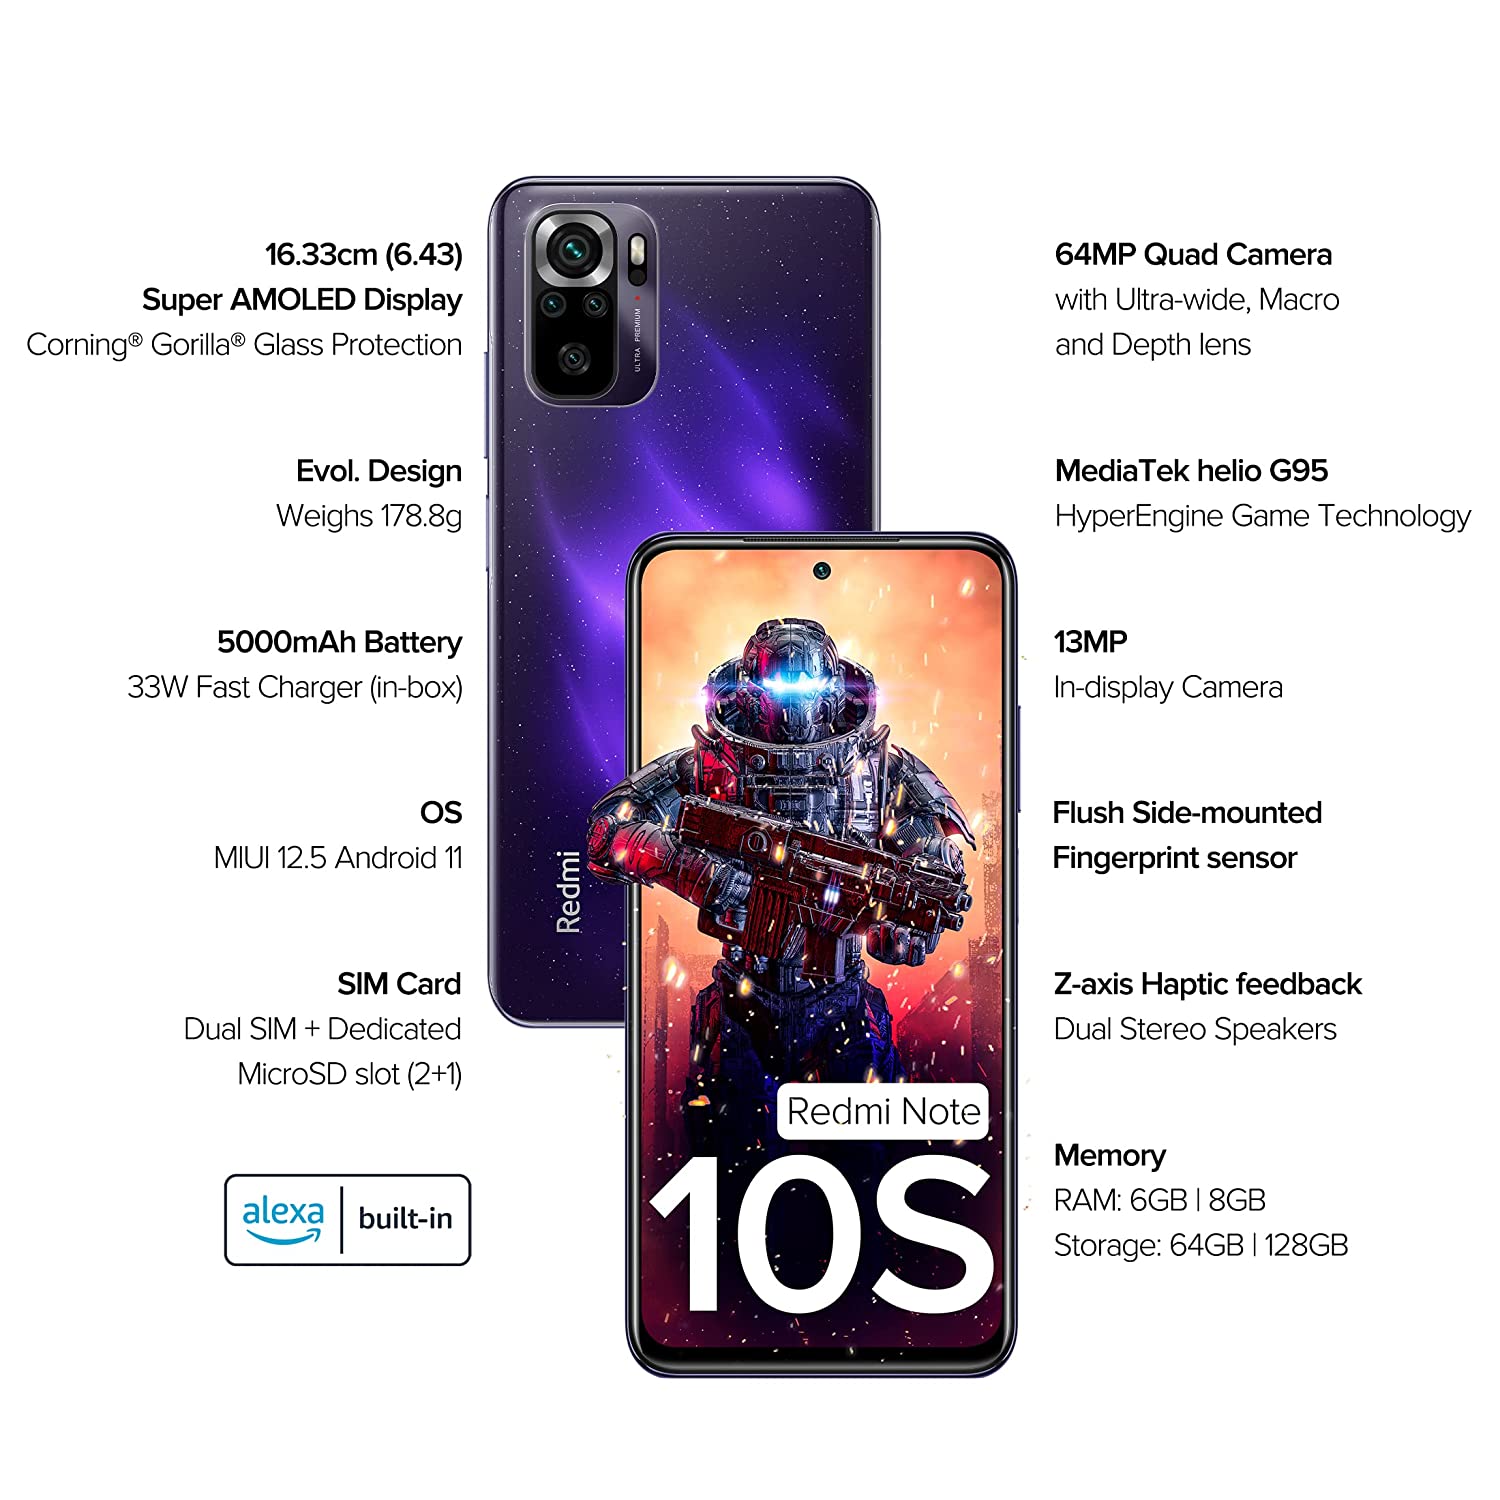 16.33cm (6.43)
Super AMOLED Display
Corning® Gorilla® Glass Protection
Evol. Design
Weighs 178.8g
5000mAh Battery
33W Fast Charger (in-box)
OS
MIUI 12.5 Android 11
SIM Card
Dual SIM + Dedicated
MicroSD slot (2+1)
alexa | built-in
ULTRA PREMIUM
Redmi
Redmi Note
10S
64MP Quad Camera
with Ultra-wide, Macro
and Depth lens
MediaTek helio G95
HyperEngine Game Technology
13MP
In-display Camera
Flush Side-mounted
Fingerprint sensor
Z-axis Haptic feedback
Dual Stereo Speakers
Memory
RAM: 6GB | 8GB
Storage: 64GB | 128GB